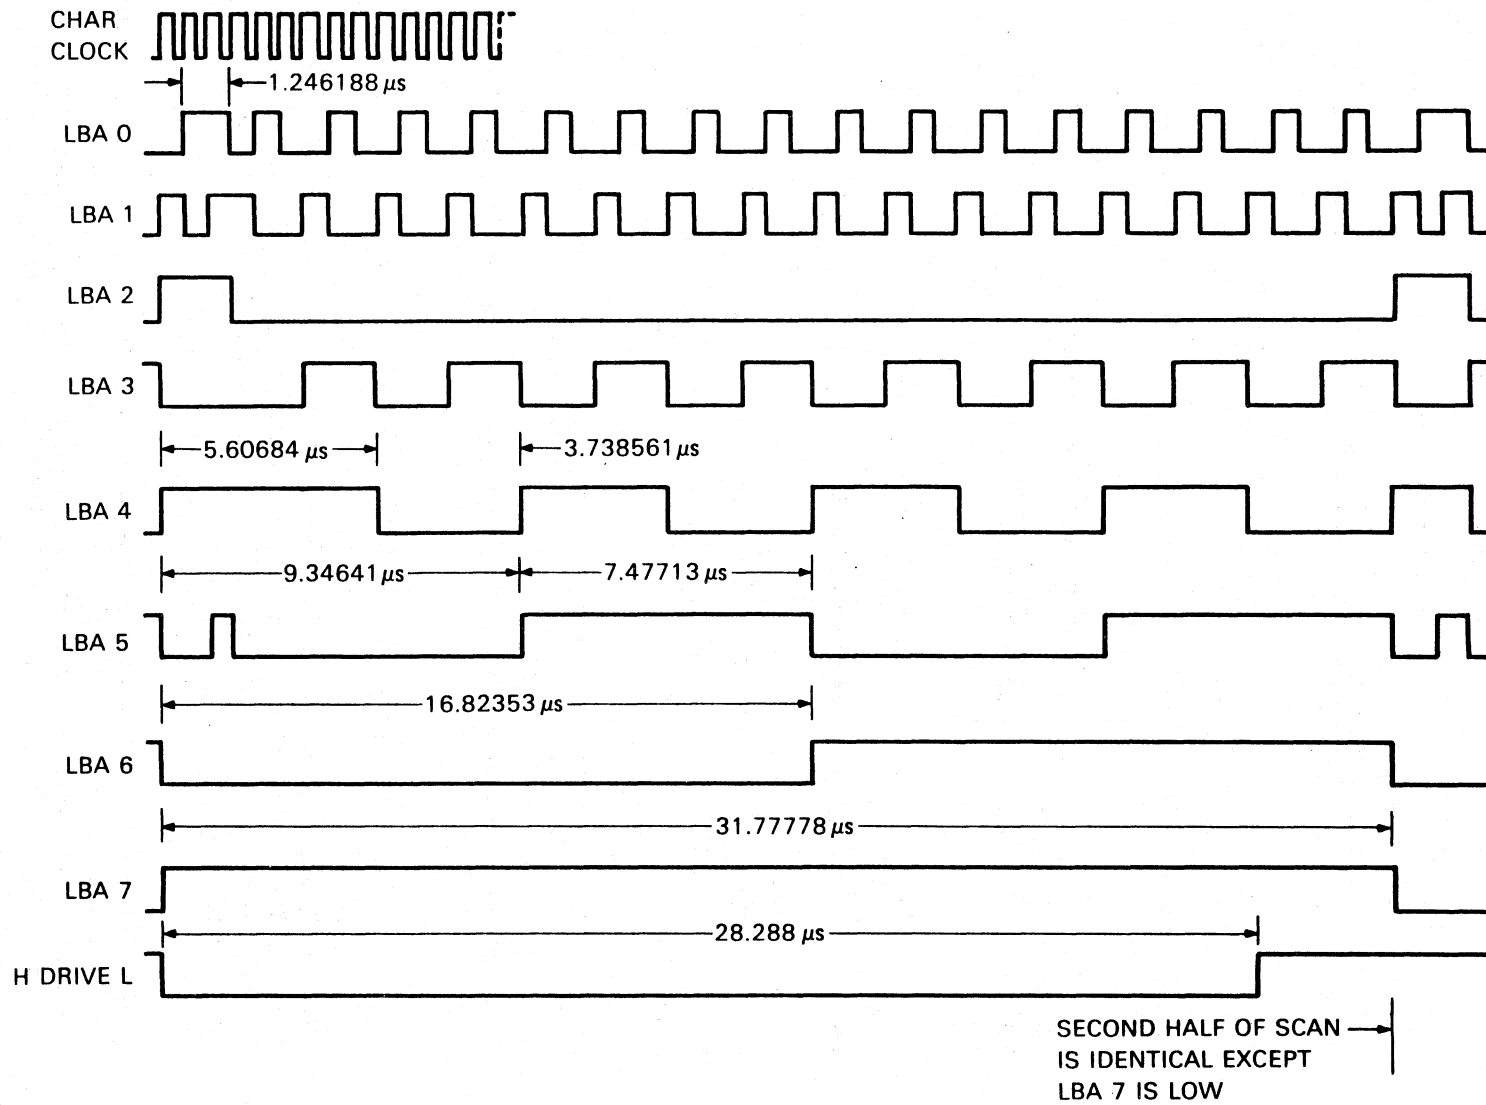 CHAR
CLOCK
1.246188 μs
LBA 0
LBA 1
LBA 2
LBA 3
5.60684 μs
3.738561 μs
LBA 4
9.34641 μs
7.47713 μs
LBA 5
16.82353 μs
LBA 6
31.77778 μs
LBA 7
28.288 μs
H DRIVE L
SECOND HALF OF SCAN
IS IDENTICAL EXCEPT
LBA 7 IS LOW